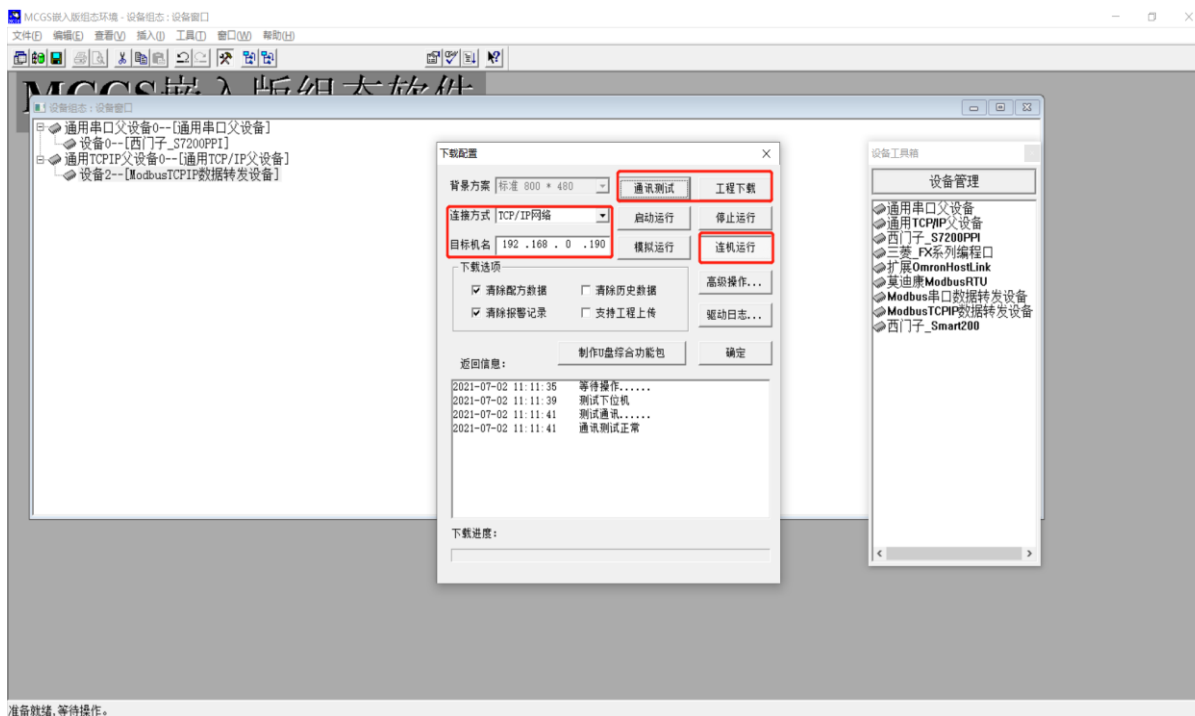 MCGS嵌入版组态环境 - 设备组态 : 设备窗口
文件(F) 编辑(E) 查看(V) 插入(I) 工具(T) 窗口(W) 帮助(H)
MCGS嵌入版组态软件
设备组态 : 设备窗口
通用串口父设备0--[通用串口父设备]
设备0--[西门子_S7200PPI]
通用TCPIP父设备0--[通用TCP/IP父设备]
设备2--[ModbusTCPIP数据转发设备]
下载配置
背景方案 标准 800 * 480 通讯测试 工程下载
连接方式 TCP/IP网络 启动运行 停止运行
目标机名 192 .168 . 0 .190 模拟运行 连机运行
下载选项
清除配方数据 清除历史数据 高级操作...
清除报警记录 支持工程上传 驱动日志...
制作U盘综合功能包 确定
返回信息:
2021-07-02 11:11:35 等待操作......
2021-07-02 11:11:39 测试下位机
2021-07-02 11:11:41 测试通讯......
2021-07-02 11:11:41 通讯测试正常
下载进度:
设备工具箱
设备管理
通用串口父设备
通用TCP/IP父设备
西门子_S7200PPI
三菱_FX系列编程口
扩展OmronHostLink
莫迪康ModbusRTU
Modbus串口数据转发设备
ModbusTCPIP数据转发设备
西门子_Smart200
准备就绪,等待操作。